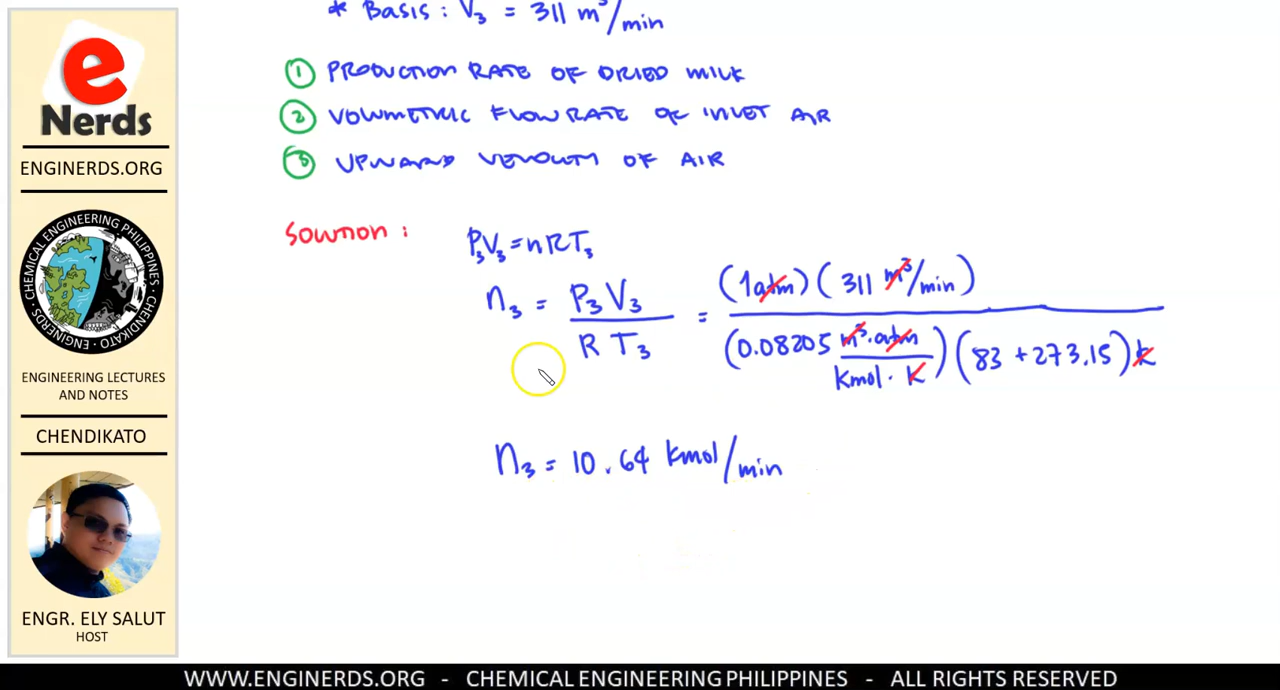 * Basis : V₃ = 311 m³/min
① PRODUCTION RATE OF DRIED MILK
② VOLUMETRIC FLOW RATE OF INLET AIR
③ UPWARD VELOCITY OF AIR
e
Nerds
ENGINERDS.ORG
CHEMICAL ENGINEERING PHILIPPINES
CHENDIKATO
ENGINEERING LECTURES
AND NOTES
CHENDIKATO
ENGR. ELY SALUT
HOST
SOLUTION :
P₃V₃ = nRT₃
n₃ = P₃V₃ / RT₃ = (1 atm)(311 m³/min) / (0.08205 m³·atm / kmol·K)(83 + 273.15)K
n₃ = 10.64 kmol/min
WWW.ENGINERDS.ORG - CHEMICAL ENGINEERING PHILIPPINES - ALL RIGHTS RESERVED